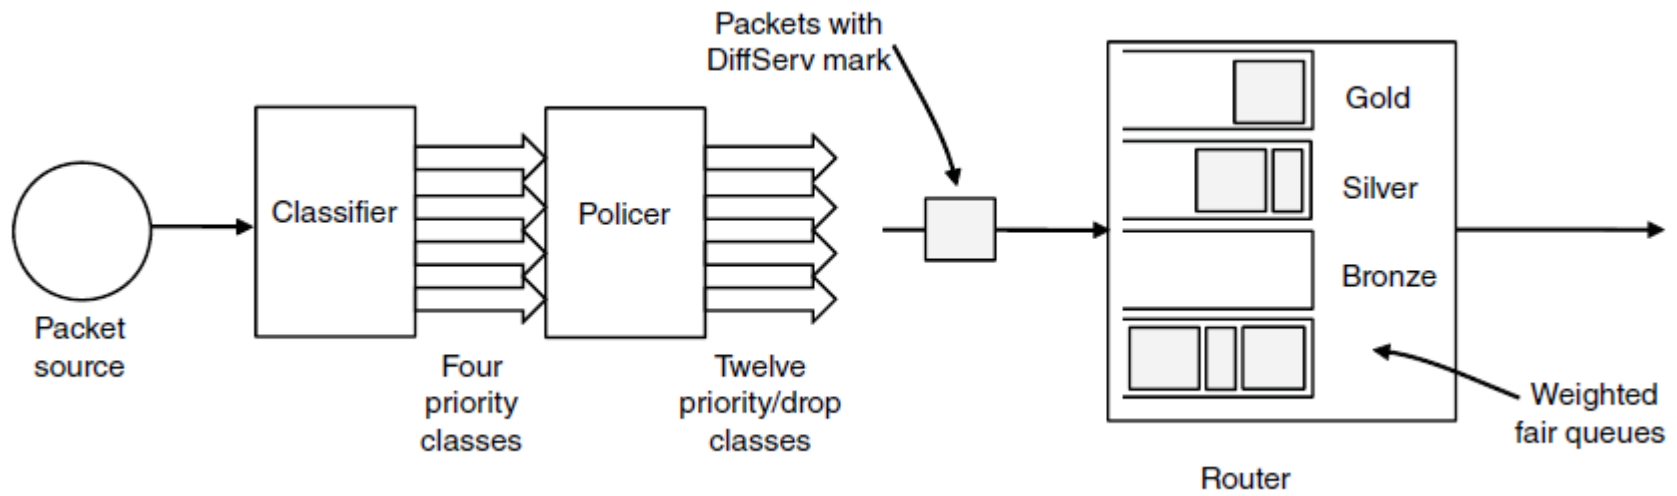 Packets with
DiffServ mark
Gold
Silver
Bronze
Classifier
Policer
Packet
source
Four
priority
classes
Twelve
priority/drop
classes
Weighted
fair queues
Router